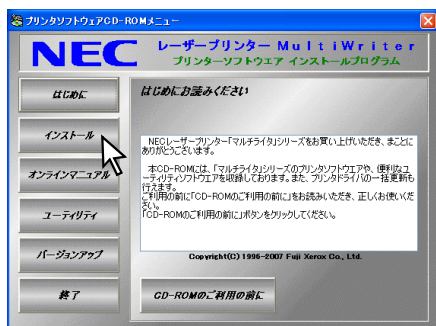 プリンタソフトウェアCD-ROMメニュー
NEC
レーザープリンター MultiWriter
プリンターソフトウエア インストールプログラム
はじめに
はじめにお読みください
インストール
オンラインマニュアル
ユーティリティ
バージョンアップ
終了
NECレーザープリンター「マルチライタ」シリーズをお買い上げいただき、まことに
ありがとうございます。
本CD-ROMには、「マルチライタ」シリーズのプリンタソフトウエアや、便利なユ
ーティリティソフトウエアを収録しております。また、プリンタドライバの一括更新も
行えます。
ご利用の前に「CD-ROMのご利用の前に」をお読みいただき、正しくお使いくだ
さい。
「CD-ROMのご利用の前に」ボタンをクリックしてください。
Copyright(C) 1996-2007 Fuji Xerox Co., Ltd.
CD-ROMのご利用の前に